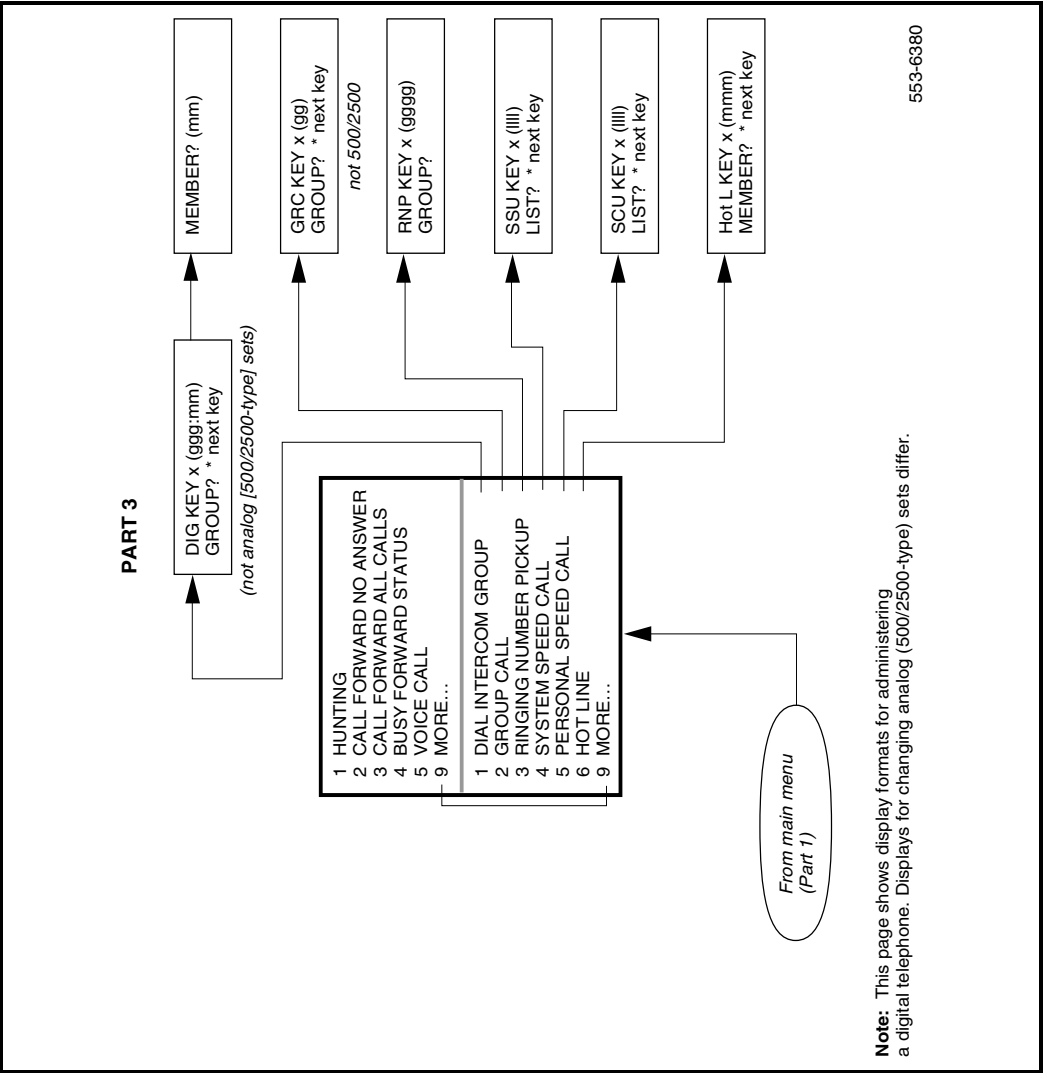 PART 3
DIG KEY x (ggg:mm)
GROUP? * next key
(not analog [500/2500-type] sets)
MEMBER? (mm)
GRC KEY x (gg)
GROUP? * next key
not 500/2500
RNP KEY x (gggg)
GROUP?
SSU KEY x (llll)
LIST? * next key
SCU KEY x (llll)
LIST? * next key
Hot L KEY x (mmm)
MEMBER? * next key
1 HUNTING
2 CALL FORWARD NO ANSWER
3 CALL FORWARD ALL CALLS
4 BUSY FORWARD STATUS
5 VOICE CALL
9 MORE...
1 DIAL INTERCOM GROUP
2 GROUP CALL
3 RINGING NUMBER PICKUP
4 SYSTEM SPEED CALL
5 PERSONAL SPEED CALL
6 HOT LINE
9 MORE...
From main menu
(Part 1)
Note: This page shows display formats for administering
a digital telephone. Displays for changing analog (500/2500-type) sets differ.
553-6380